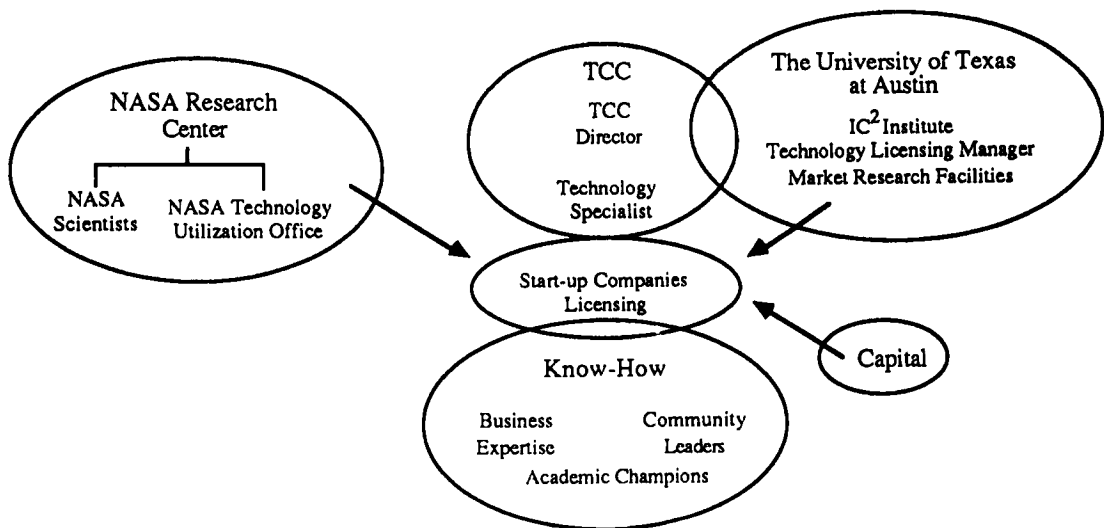 NASA Research
Center
NASA
Scientists
NASA Technology
Utilization Office
TCC
TCC
Director
Technology
Specialist
The University of Texas
at Austin
IC² Institute
Technology Licensing Manager
Market Research Facilities
Start-up Companies
Licensing
Capital
Know-How
Business
Expertise
Community
Leaders
Academic Champions